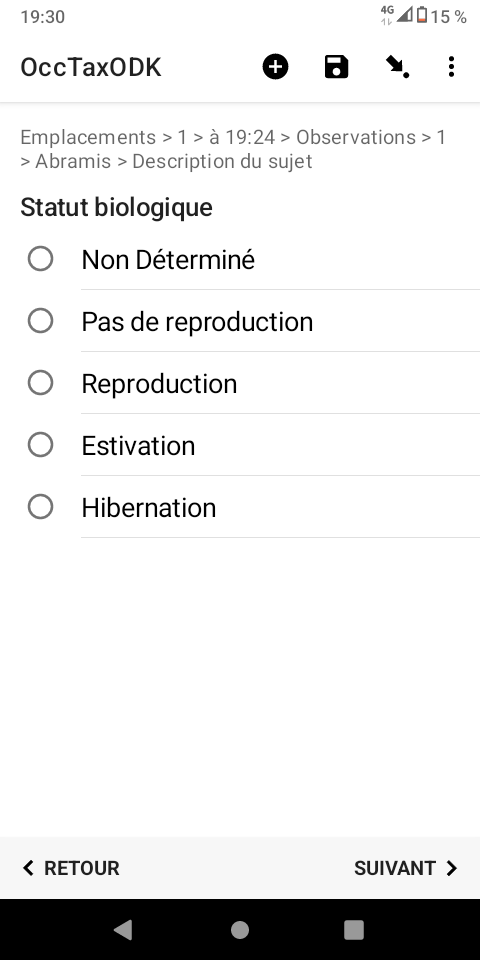 19:30
4G
15 %
OccTaxODK
Emplacements > 1 > à 19:24 > Observations > 1
> Abramis > Description du sujet
Statut biologique
Non Déterminé
Pas de reproduction
Reproduction
Estivation
Hibernation
RETOUR
SUIVANT